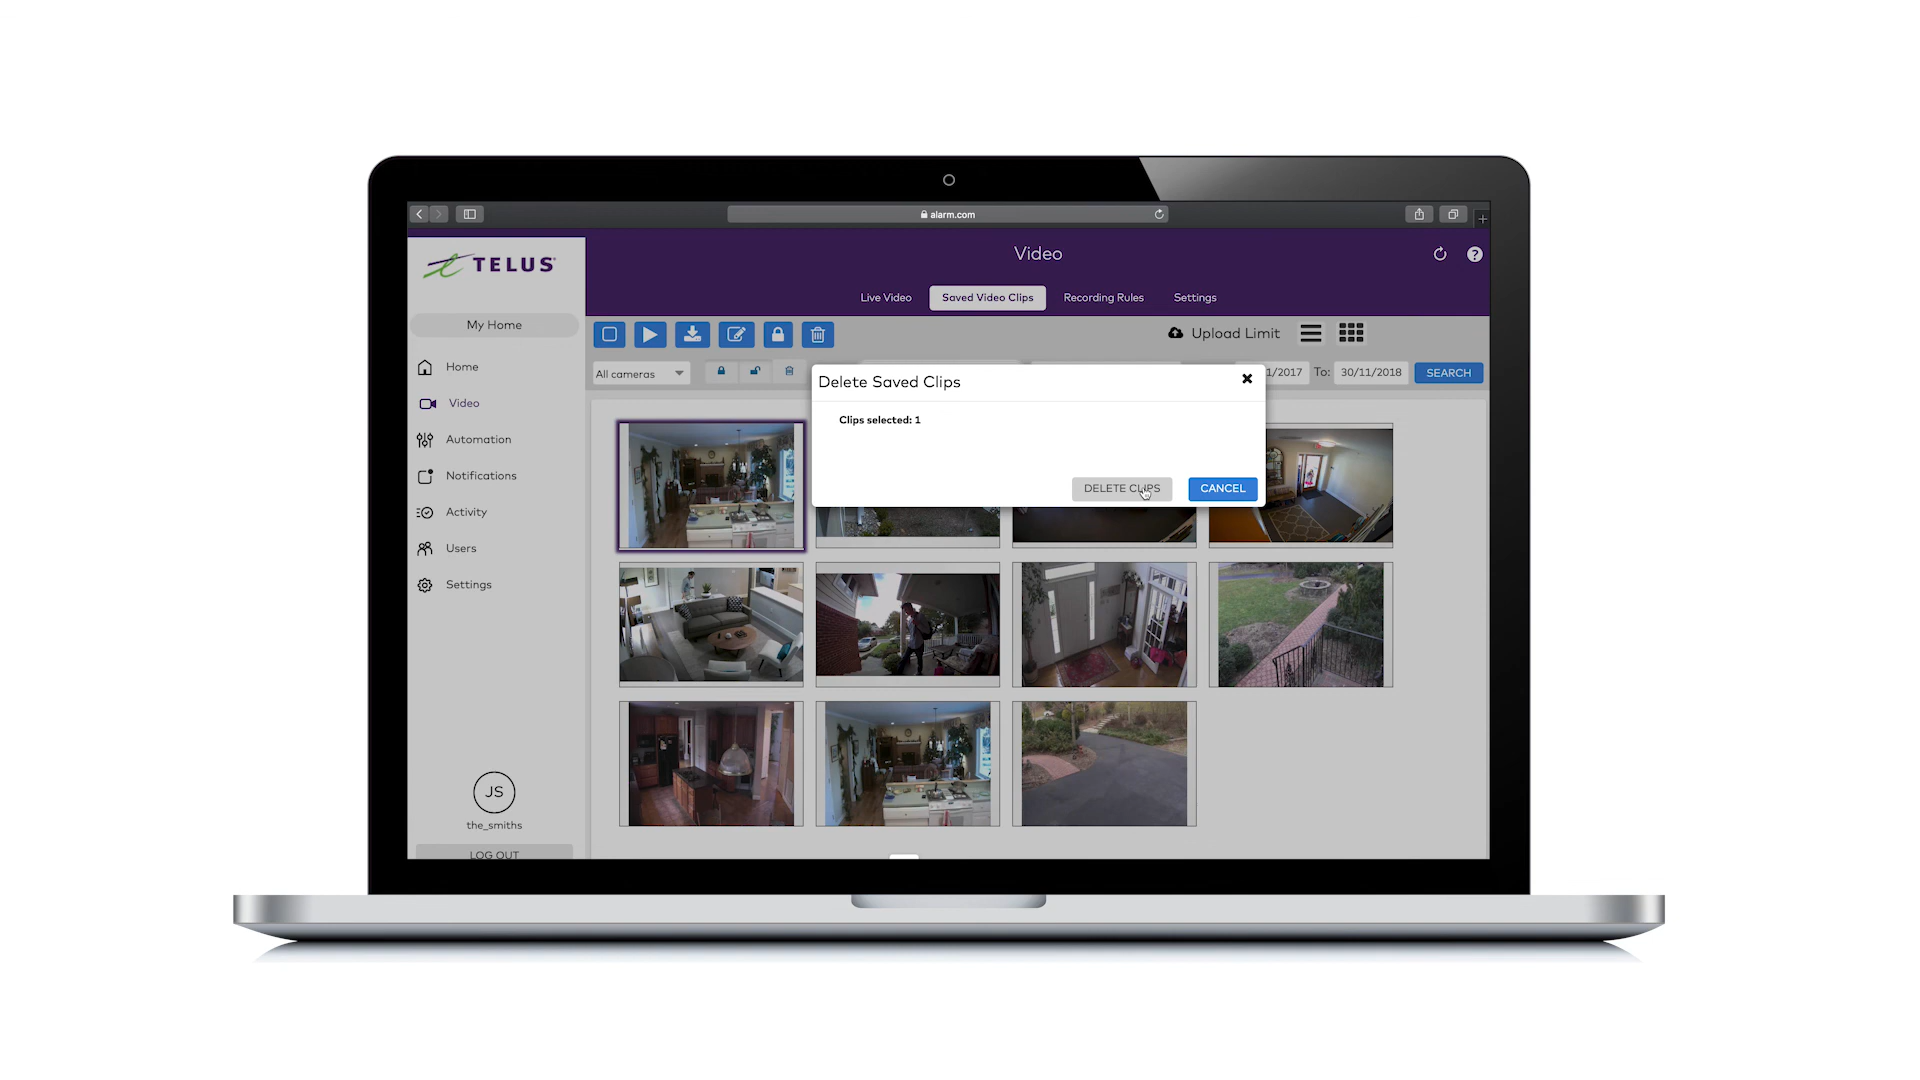 alarm.com
TELUS
Video
Live Video
Saved Video Clips
Recording Rules
Settings
My Home
Upload Limit
All cameras
1/2017
To:
30/11/2018
SEARCH
Home
Video
Automation
Notifications
Activity
Users
Settings
Delete Saved Clips
Clips selected: 1
DELETE CLIPS
CANCEL
JS
the_smiths
LOG OUT